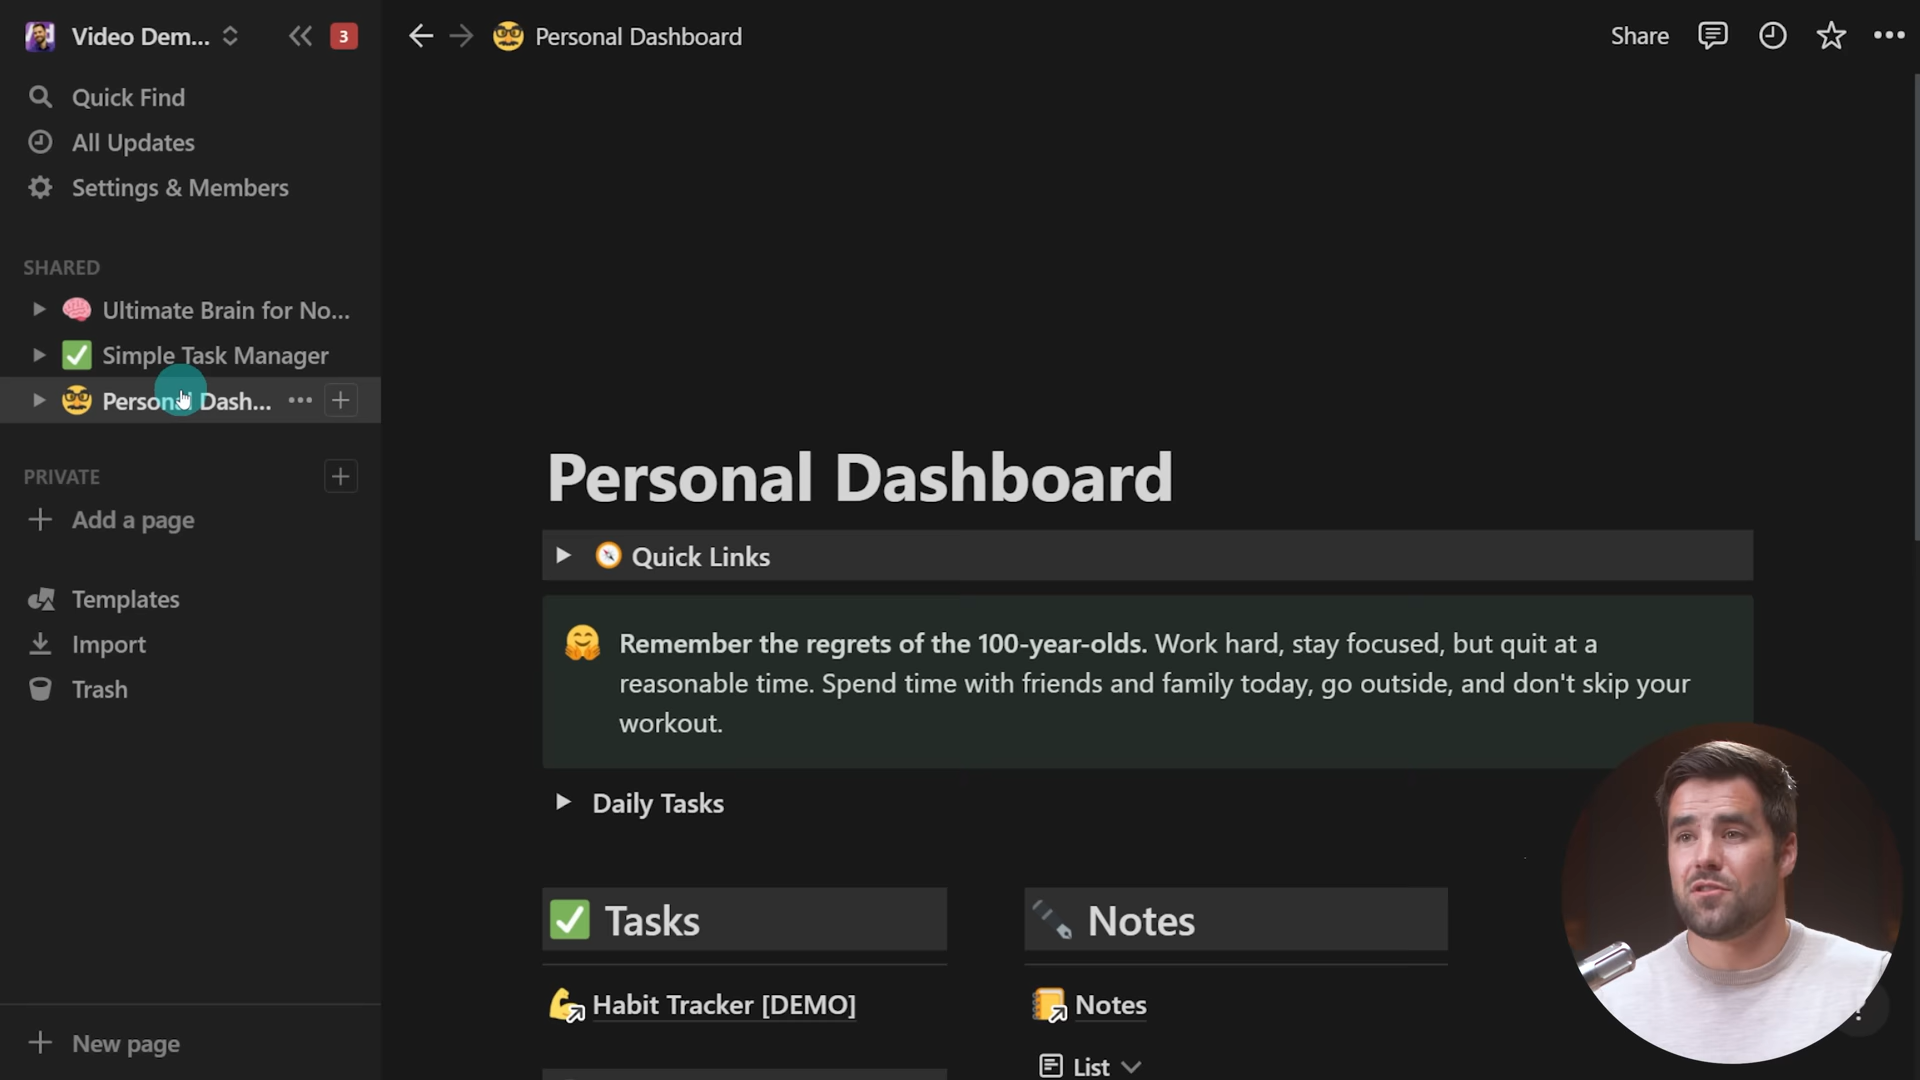 Video Dem...
3
Personal Dashboard
Share
Quick Find
All Updates
Settings & Members
SHARED
Ultimate Brain for No...
Simple Task Manager
Personal Dash...
PRIVATE
Add a page
Templates
Import
Trash
New page
Personal Dashboard
Quick Links
Remember the regrets of the 100-year-olds. Work hard, stay focused, but quit at a
reasonable time. Spend time with friends and family today, go outside, and don't skip your
workout.
Daily Tasks
Tasks
Notes
Habit Tracker [DEMO]
Notes
List